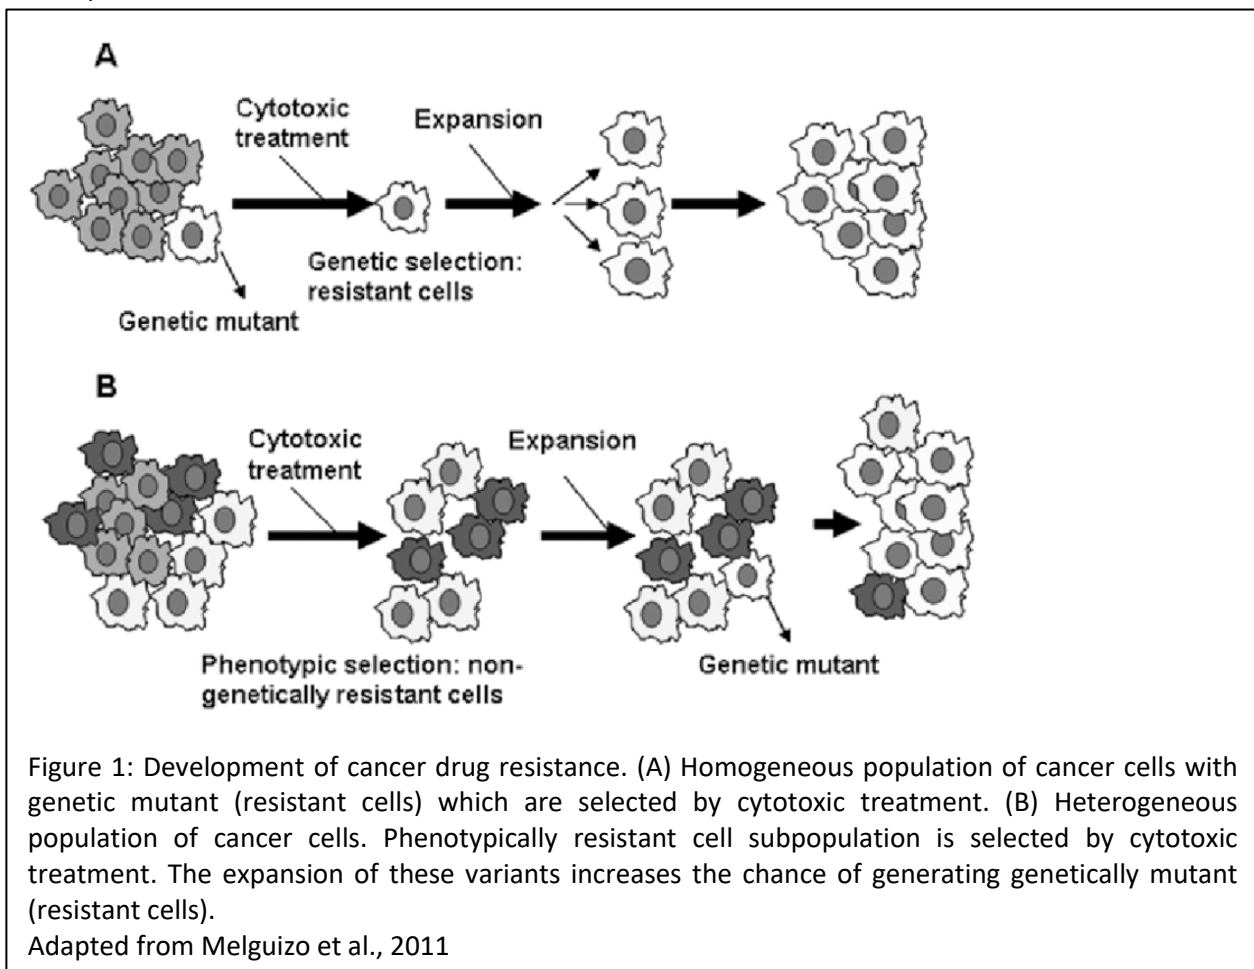 A
Cytotoxic
treatment
Expansion
Genetic selection:
resistant cells
Genetic mutant
B
Cytotoxic
treatment
Expansion
Phenotypic selection: non-
genetically resistant cells
Genetic mutant
Figure 1: Development of cancer drug resistance. (A) Homogeneous population of cancer cells with
genetic mutant (resistant cells) which are selected by cytotoxic treatment. (B) Heterogeneous
population of cancer cells. Phenotypically resistant cell subpopulation is selected by cytotoxic
treatment. The expansion of these variants increases the chance of generating genetically mutant
(resistant cells).
Adapted from Melguizo et al., 2011